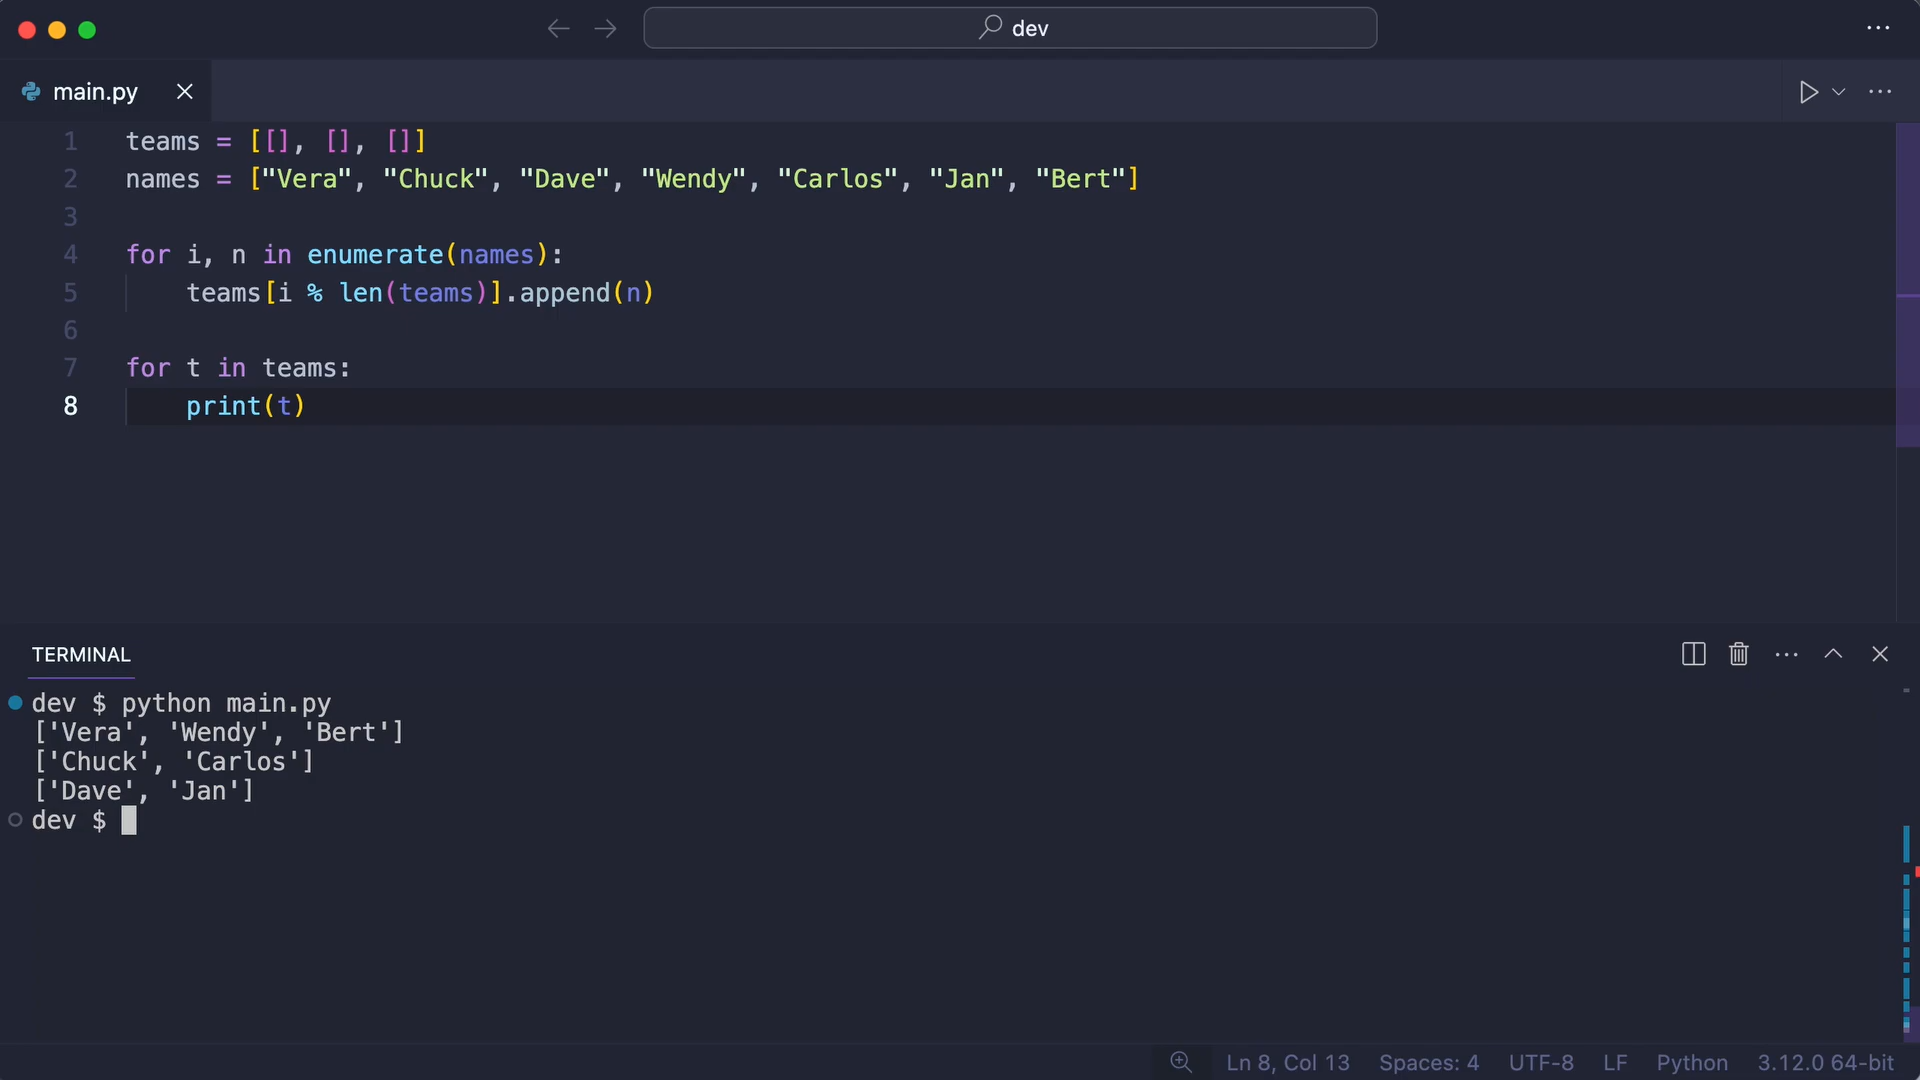 dev
main.py
1 teams = [[], [], []]
2 names = ["Vera", "Chuck", "Dave", "Wendy", "Carlos", "Jan", "Bert"]
3
4 for i, n in enumerate(names):
5     teams[i % len(teams)].append(n)
6
7 for t in teams:
8     print(t)
TERMINAL
dev $ python main.py
['Vera', 'Wendy', 'Bert']
['Chuck', 'Carlos']
['Dave', 'Jan']
dev $
Ln 8, Col 13 Spaces: 4 UTF-8 LF Python 3.12.0 64-bit